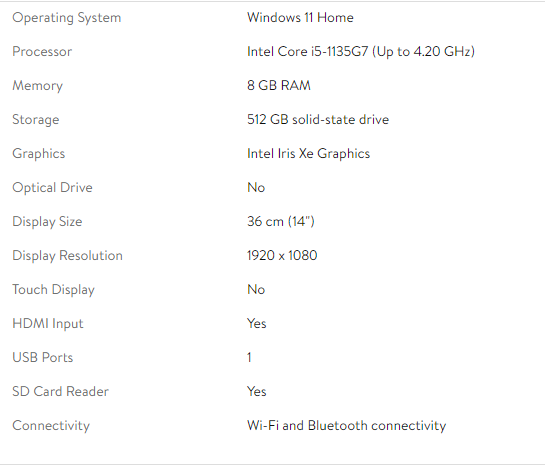 Operating System Windows 11 Home
Processor Intel Core i5-1135G7 (Up to 4.20 GHz)
Memory 8 GB RAM
Storage 512 GB solid-state drive
Graphics Intel Iris Xe Graphics
Optical Drive No
Display Size 36 cm (14")
Display Resolution 1920 x 1080
Touch Display No
HDMI Input Yes
USB Ports 1
SD Card Reader Yes
Connectivity Wi-Fi and Bluetooth connectivity